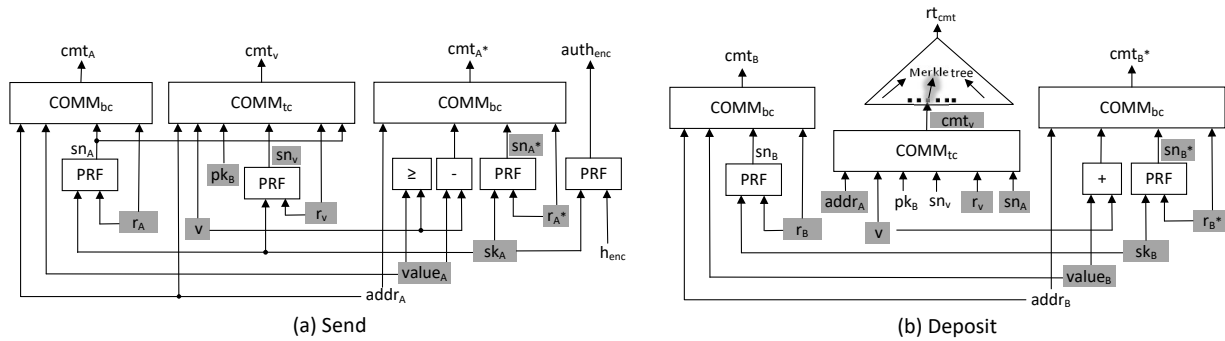 cmt_A
cmt_v
cmt_A*
auth_enc
COMM_bc
COMM_tc
COMM_bc
sn_A
sn_v
sn_A*
PRF
pk_B
PRF
≥
-
PRF
PRF
r_A
v
r_v
r_A*
sk_A
h_enc
value_A
addr_A
(a) Send
rt_cmt
Merkle tree
cmt_B
cmt_B*
COMM_bc
COMM_bc
cmt_v
COMM_tc
sn_B
sn_B*
PRF
addr_A
pk_B
sn_v
r_v
sn_A
+
PRF
r_B
v
r_B*
sk_B
value_B
addr_B
(b) Deposit